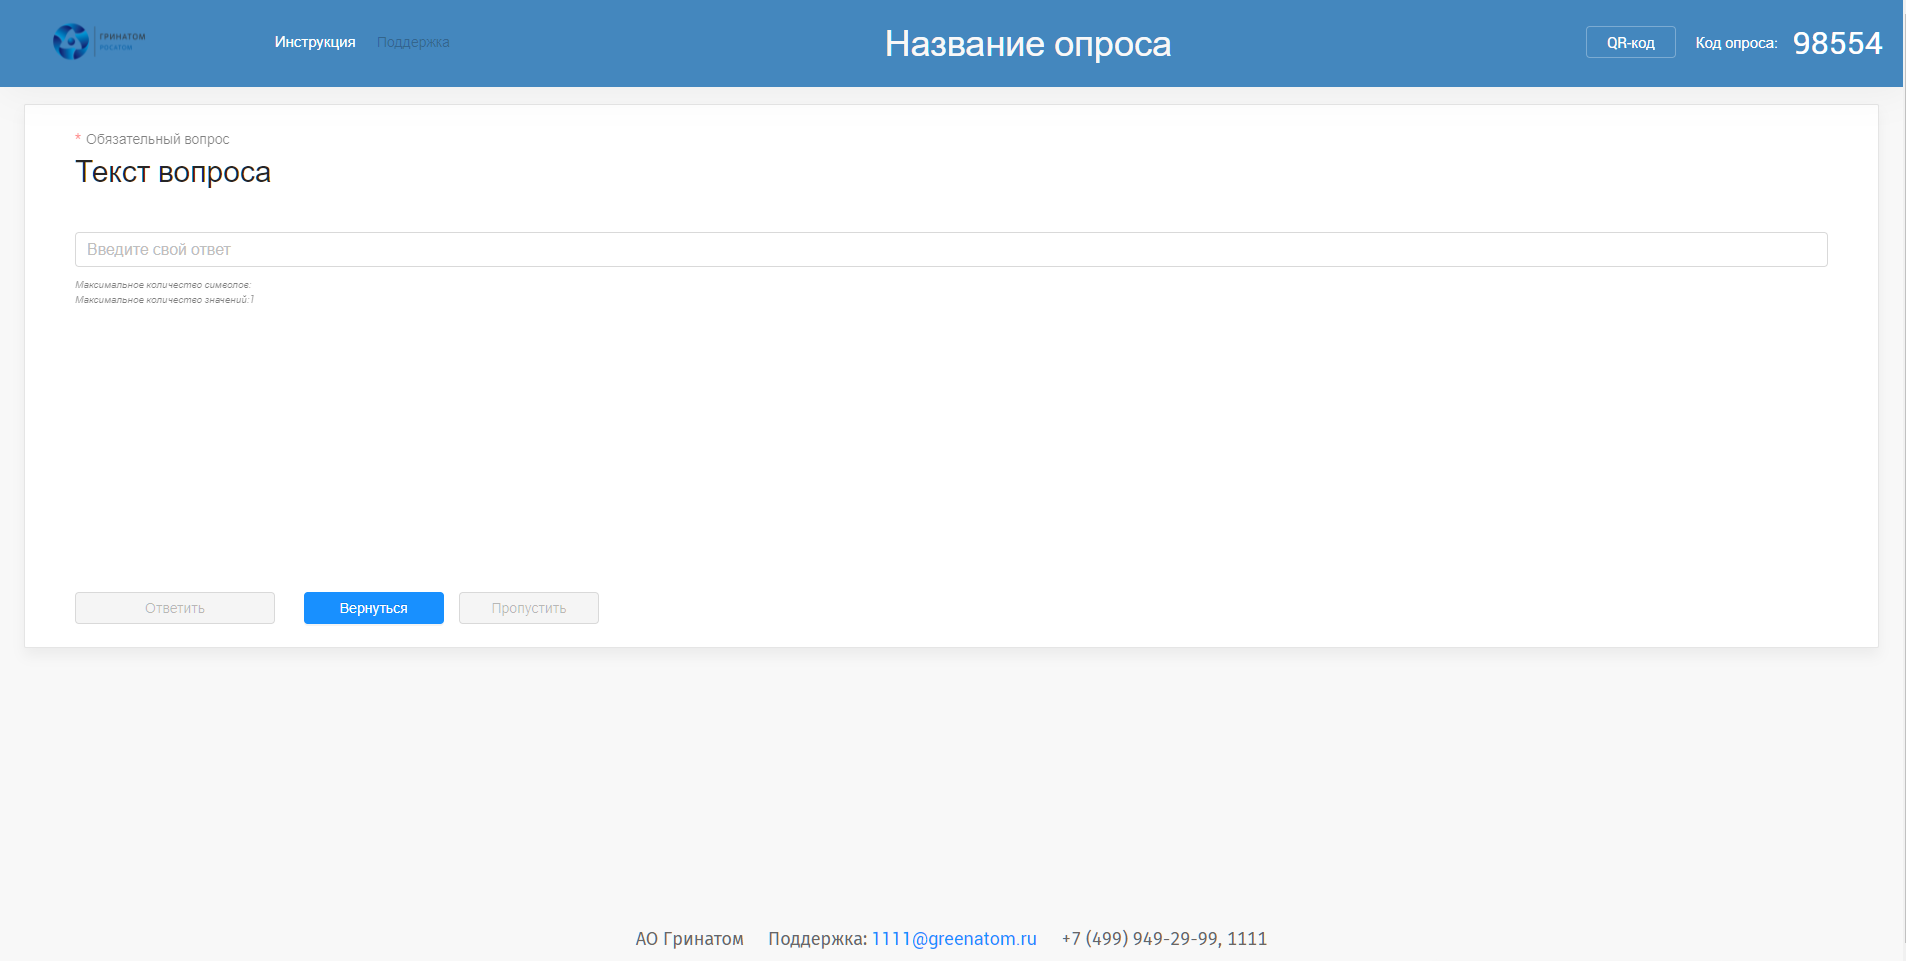 ГРИНАТОМ
РОСАТОМ
Инструкция Поддержка
Название опроса
QR-код Код опроса: 98554
* Обязательный вопрос
Текст вопроса
Введите свой ответ
Максимальное количество символов:
Максимальное количество значений:1
Ответить Вернуться Пропустить
АО Гринатом Поддержка: 1111@greenatom.ru +7 (499) 949-29-99, 1111